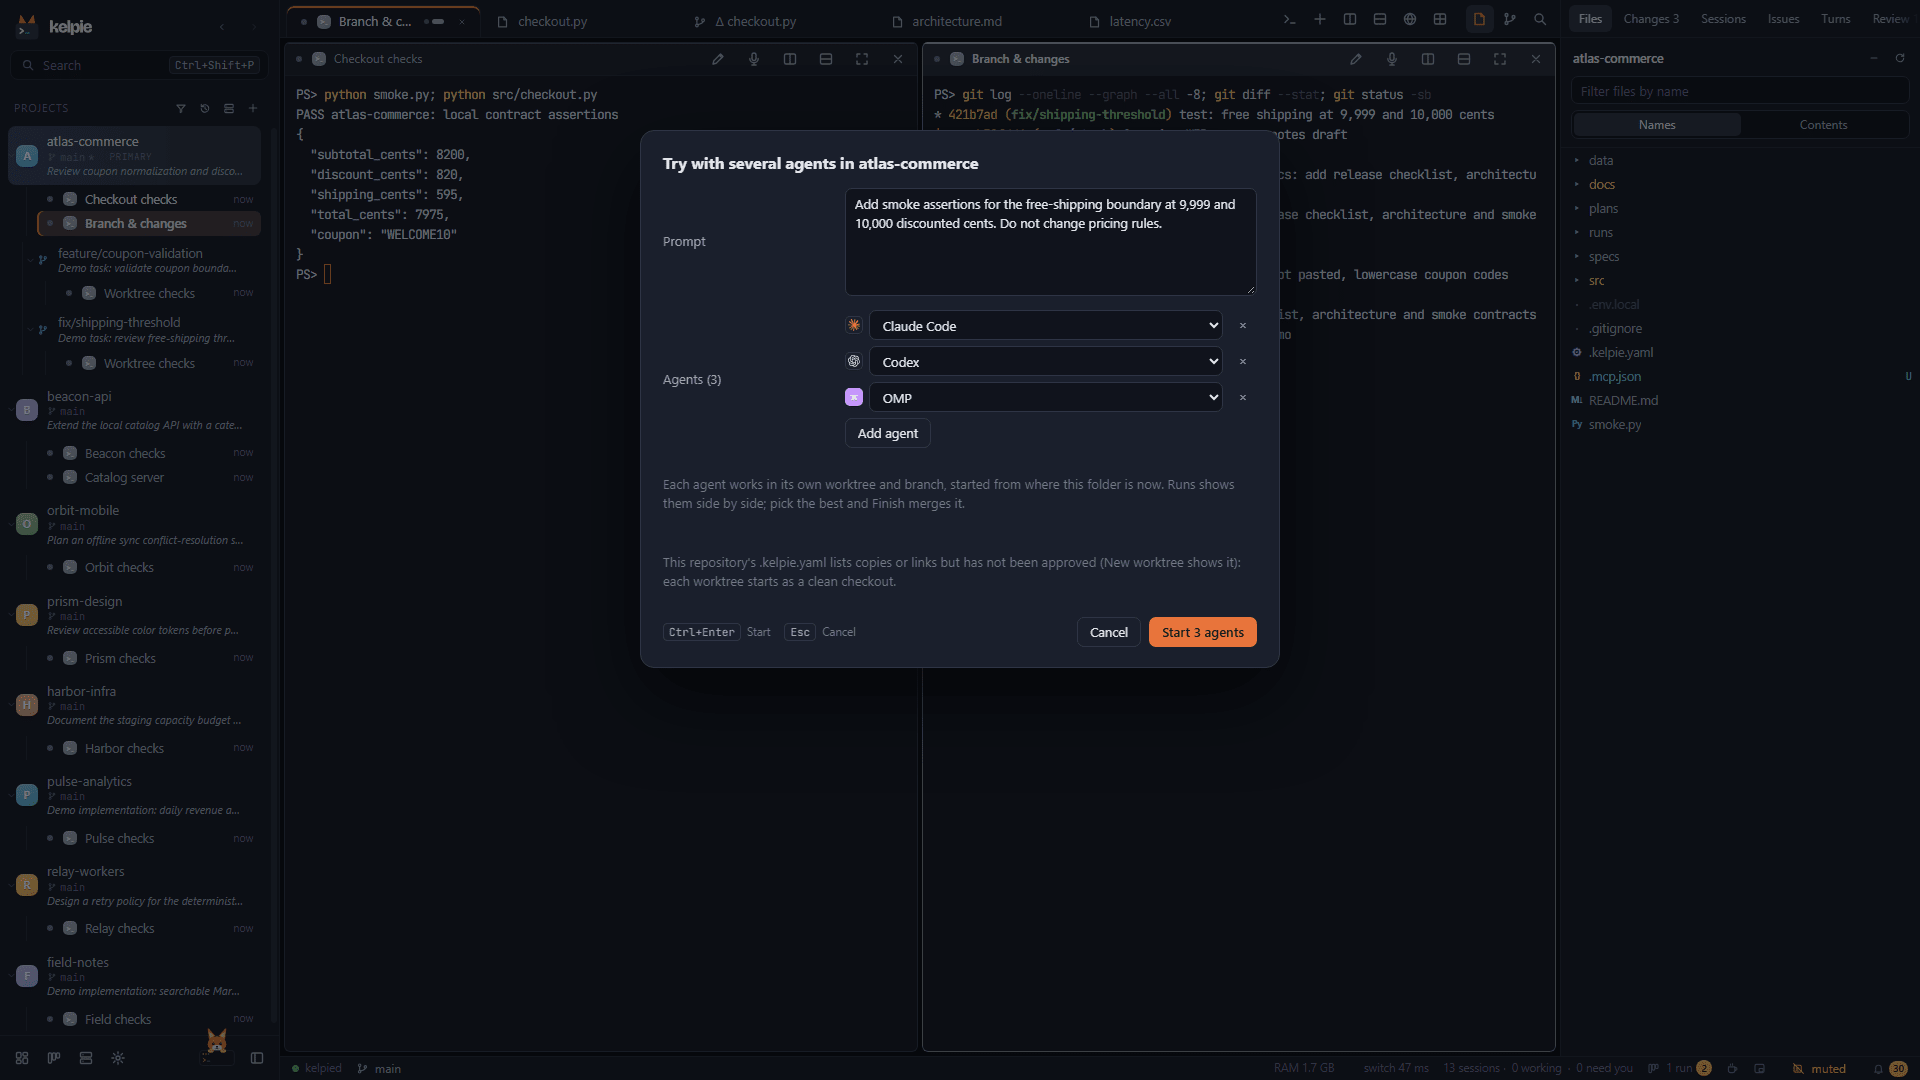 kelpie
Search
Ctrl+Shift+P
PROJECTS
A
atlas-commerce
main
PRIMARY
Review coupon normalization and disco...
Checkout checks
now
Branch & changes
now
feature/coupon-validation
Demo task: validate coupon bounda...
Worktree checks
now
fix/shipping-threshold
Demo task: review free-shipping thr...
Worktree checks
now
B
beacon-api
main
Extend the local catalog API with a cate...
Beacon checks
now
Catalog server
now
O
orbit-mobile
main
Plan an offline sync conflict-resolution s...
Orbit checks
now
P
prism-design
main
Review accessible color tokens before p...
Prism checks
now
H
harbor-infra
main
Document the staging capacity budget ...
Harbor checks
now
P
pulse-analytics
main
Demo implementation: daily revenue a...
Pulse checks
now
R
relay-workers
main
Design a retry policy for the determinist...
Relay checks
now
F
field-notes
main
Demo implementation: searchable Mar...
Field checks
now
Branch & c...
checkout.py
Δ checkout.py
architecture.md
latency.csv
Checkout checks
PS> python smoke.py; python src/checkout.py
PASS atlas-commerce: local contract assertions
{
"subtotal_cents": 8200,
"discount_cents": 820,
"shipping_cents": 595,
"total_cents": 7975,
"coupon": "WELCOME10"
}
PS>
Branch & changes
PS> git log --oneline --graph --all -8; git diff --stat; git status -sb
* 421b7ad (fix/shipping-threshold) test: free shipping at 9,999 and 10,000 cents
notes draft
cs: add release checklist, architectu
se checklist, architecture and smoke
ot pasted, lowercase coupon codes
ist, architecture and smoke contracts
mo
Try with several agents in atlas-commerce
Prompt
Add smoke assertions for the free-shipping boundary at 9,999 and
10,000 discounted cents. Do not change pricing rules.
Agents (3)
Claude Code
Codex
OMP
Add agent
Each agent works in its own worktree and branch, started from where this folder is now. Runs shows
them side by side; pick the best and Finish merges it.
This repository's .kelpie.yaml lists copies or links but has not been approved (New worktree shows it):
each worktree starts as a clean checkout.
Ctrl+Enter Start Esc Cancel
Cancel
Start 3 agents
Files
Changes 3
Sessions
Issues
Turns
Review
atlas-commerce
Filter files by name
Names
Contents
data
docs
plans
runs
specs
src
.env.local
.gitignore
.kelpie.yaml
{} .mcp.json U
M↓ README.md
Py smoke.py
kelpied
main
RAM 1.7 GB
switch 47 ms
13 sessions · 0 working · 0 need you
1 run 2
muted
30